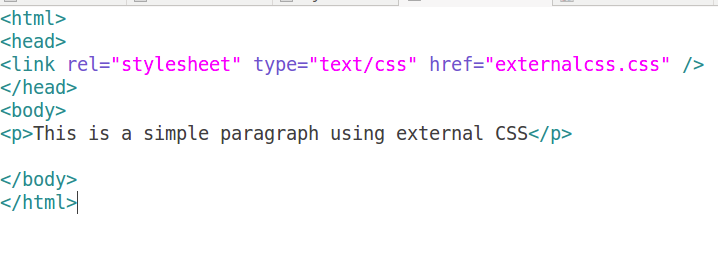 <html>
<head>
<link rel="stylesheet" type="text/css" href="externalcss.css" />
</head>
<body>
<p>This is a simple paragraph using external CSS</p>
</body>
</html>